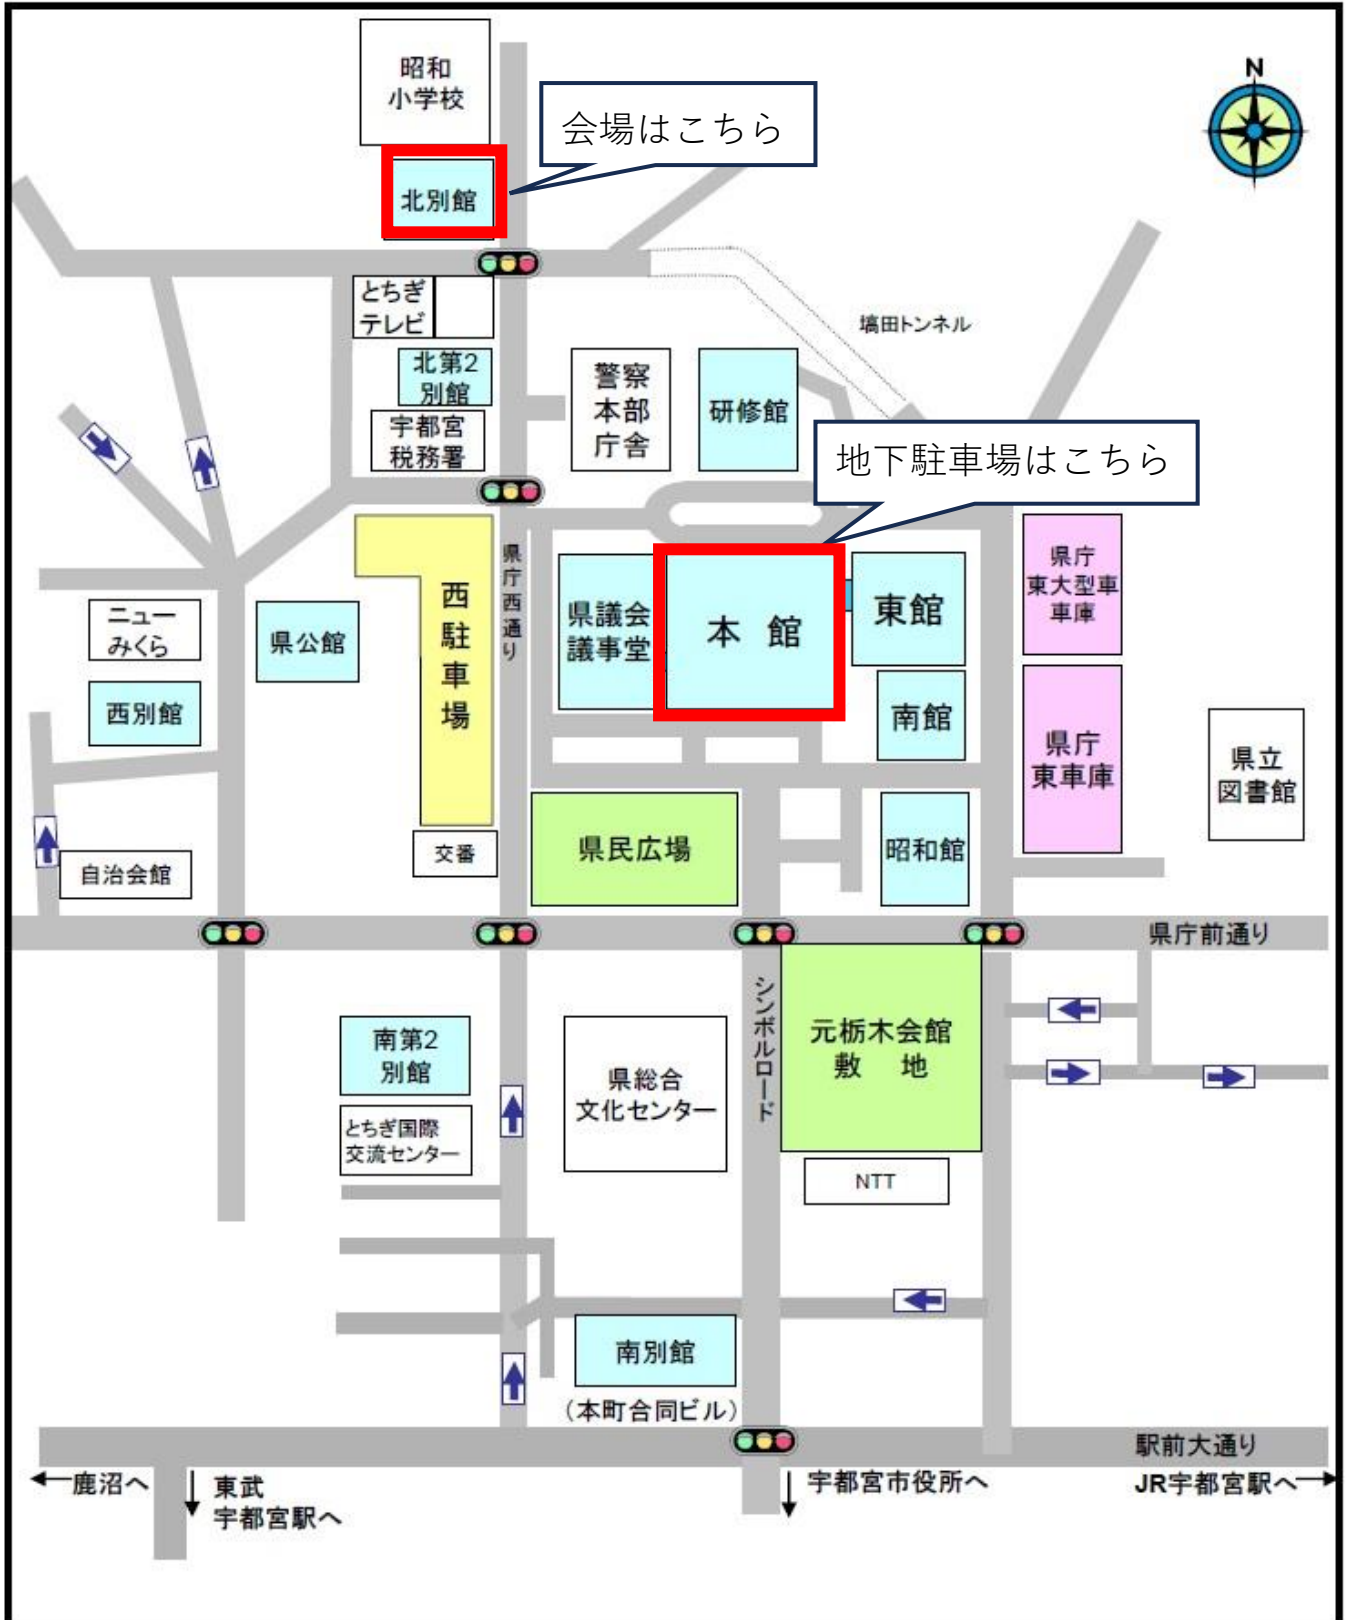 昭和
小学校
N
会場はこちら
北別館
とちぎ
テレビ
塙田トンネル
北第2
別館
警察
本部
庁舎
研修館
宇都宮
税務署
地下駐車場はこちら
県庁西通り
西駐車場
県議会
議事堂
本 館
東館
県庁
東大型車
車庫
ニュー
みくら
県公館
西別館
南館
県庁
東車庫
県立
図書館
県民広場
昭和館
交番
自治会館
県庁前通り
シンボルロード
元栃木会館
敷 地
南第2
別館
県総合
文化センター
とちぎ国際
交流センター
NTT
南別館
(本町合同ビル)
駅前大通り
鹿沼へ
東武
宇都宮駅へ
宇都宮市役所へ
JR宇都宮駅へ